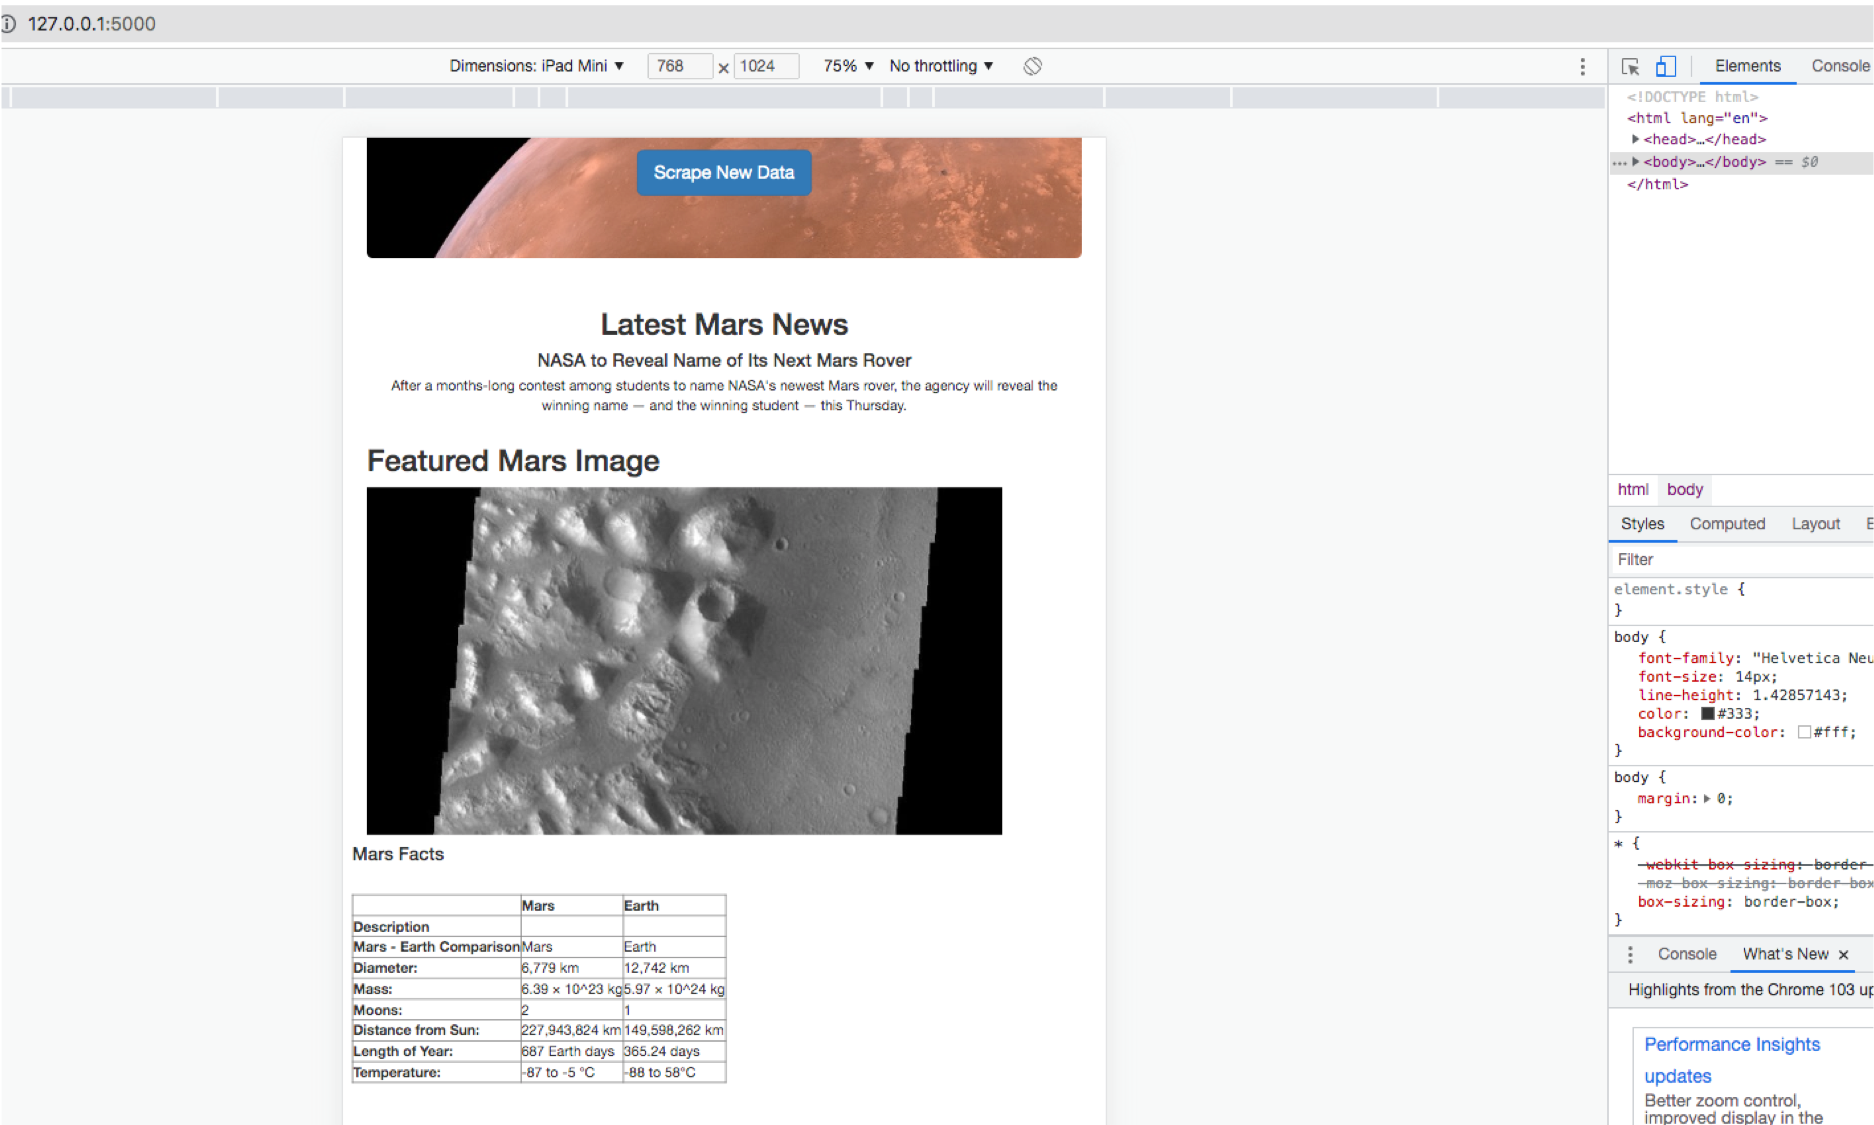 127.0.0.1:5000
Dimensions: iPad Mini ▼ 768 × 1024 75% ▼ No throttling ▼
Elements Console
<!DOCTYPE html>
<html lang="en">
<head>…</head>
… <body>…</body> == $0
</html>
Scrape New Data
Latest Mars News
NASA to Reveal Name of Its Next Mars Rover
After a months-long contest among students to name NASA's newest Mars rover, the agency will reveal the
winning name — and the winning student — this Thursday.
Featured Mars Image
Mars Facts
Mars Earth
Description
Mars - Earth Comparison Mars Earth
Diameter: 6,779 km 12,742 km
Mass: 6.39 × 10^23 kg 5.97 × 10^24 kg
Moons: 2 1
Distance from Sun: 227,943,824 km 149,598,262 km
Length of Year: 687 Earth days 365.24 days
Temperature: -87 to -5 °C -88 to 58°C
html body
Styles Computed Layout
Filter
element.style {
}
body {
font-family: "Helvetica Neu
font-size: 14px;
line-height: 1.42857143;
color: #333;
background-color: #fff;
}
body {
margin: 0;
}
* {
-webkit-box-sizing: border-
-moz-box-sizing: border-box
box-sizing: border-box;
}
Console What's New ×
Highlights from the Chrome 103 up
Performance Insights
updates
Better zoom control,
improved display in the